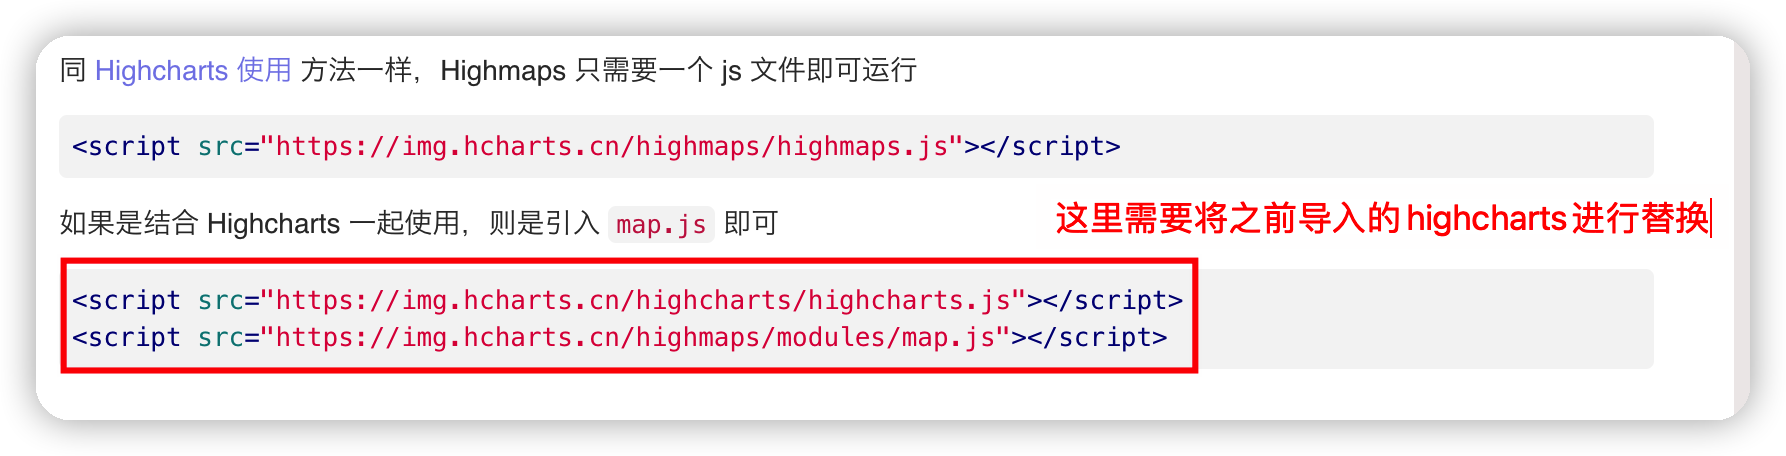 同 Highcharts 使用 方法一样，Highmaps 只需要一个 js 文件即可运行
<script src="https://img.hcharts.cn/highmaps/highmaps.js"></script>
如果是结合 Highcharts 一起使用，则是引入 map.js 即可
这里需要将之前导入的highcharts进行替换
<script src="https://img.hcharts.cn/highcharts/highcharts.js"></script>
<script src="https://img.hcharts.cn/highmaps/modules/map.js"></script>